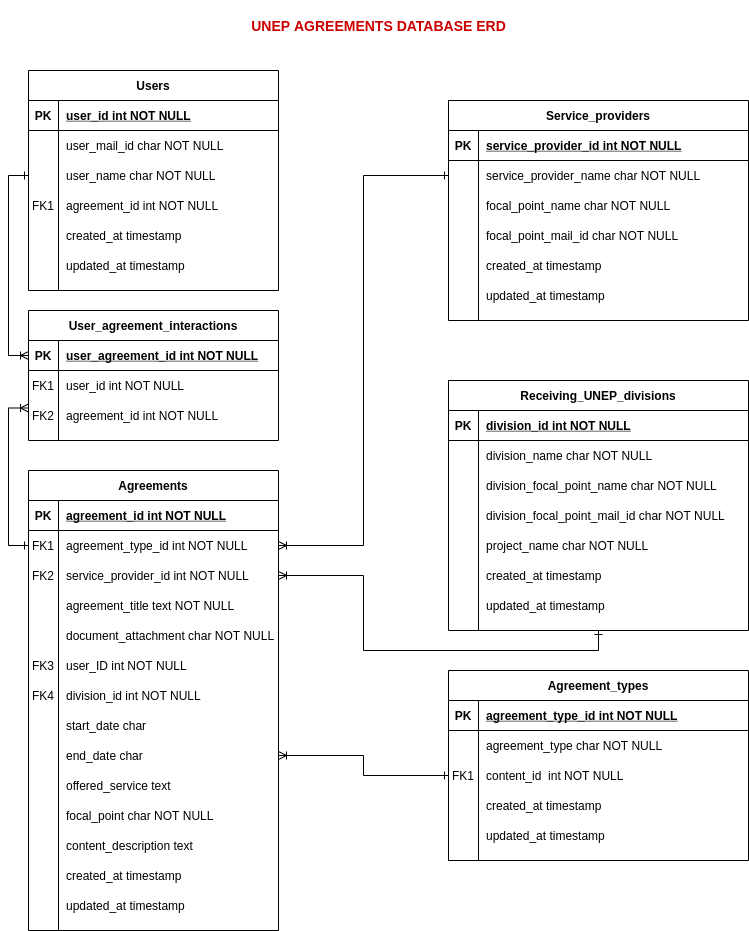 UNEP AGREEMENTS DATABASE ERD
Users
PK user_id int NOT NULL
user_mail_id char NOT NULL
user_name char NOT NULL
FK1 agreement_id int NOT NULL
created_at timestamp
updated_at timestamp
User_agreement_interactions
PK user_agreement_id int NOT NULL
FK1 user_id int NOT NULL
FK2 agreement_id int NOT NULL
Agreements
PK agreement_id int NOT NULL
FK1 agreement_type_id int NOT NULL
FK2 service_provider_id int NOT NULL
agreement_title text NOT NULL
document_attachment char NOT NULL
FK3 user_ID int NOT NULL
FK4 division_id int NOT NULL
start_date char
end_date char
offered_service text
focal_point char NOT NULL
content_description text
created_at timestamp
updated_at timestamp
Service_providers
PK service_provider_id int NOT NULL
service_provider_name char NOT NULL
focal_point_name char NOT NULL
focal_point_mail_id char NOT NULL
created_at timestamp
updated_at timestamp
Receiving_UNEP_divisions
PK division_id int NOT NULL
division_name char NOT NULL
division_focal_point_name char NOT NULL
division_focal_point_mail_id char NOT NULL
project_name char NOT NULL
created_at timestamp
updated_at timestamp
Agreement_types
PK agreement_type_id int NOT NULL
agreement_type char NOT NULL
FK1 content_id int NOT NULL
created_at timestamp
updated_at timestamp